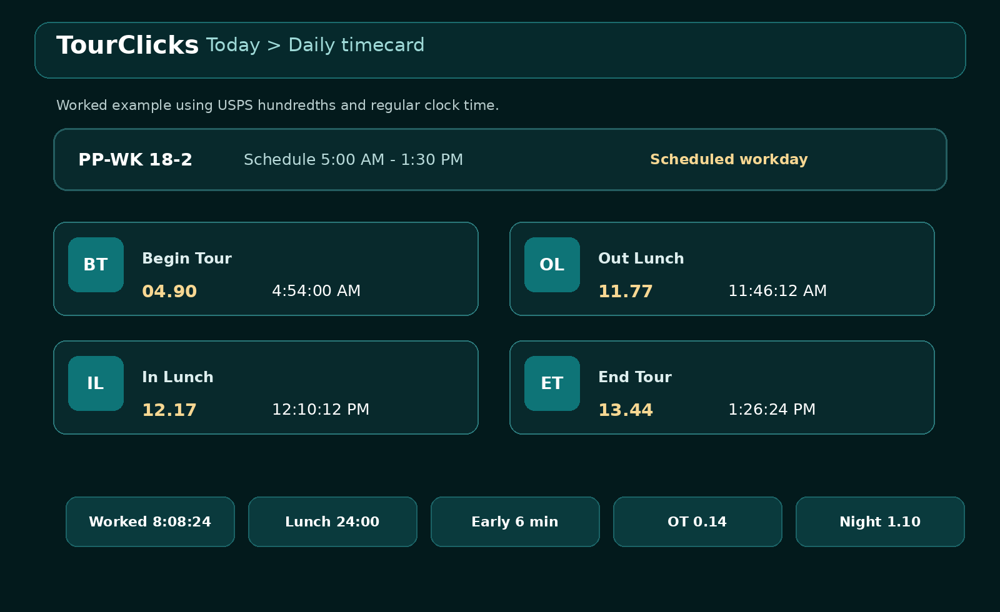 TourClicks Today > Daily timecard
Worked example using USPS hundredths and regular clock time.
PP-WK 18-2 Schedule 5:00 AM - 1:30 PM Scheduled workday
BT Begin Tour
04.90 4:54:00 AM
OL Out Lunch
11.77 11:46:12 AM
IL In Lunch
12.17 12:10:12 PM
ET End Tour
13.44 1:26:24 PM
Worked 8:08:24
Lunch 24:00
Early 6 min
OT 0.14
Night 1.10